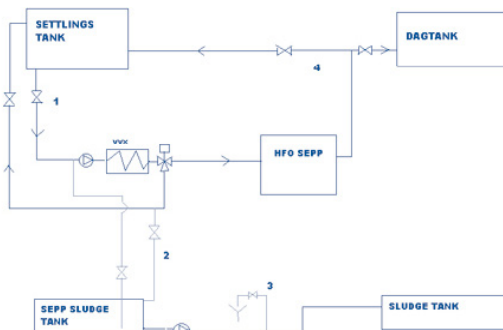 SETTLINGS
TANK
DAGTANK
4
1
VVX
HFO SEPP
2
3
SEPP SLUDGE
TANK
SLUDGE TANK